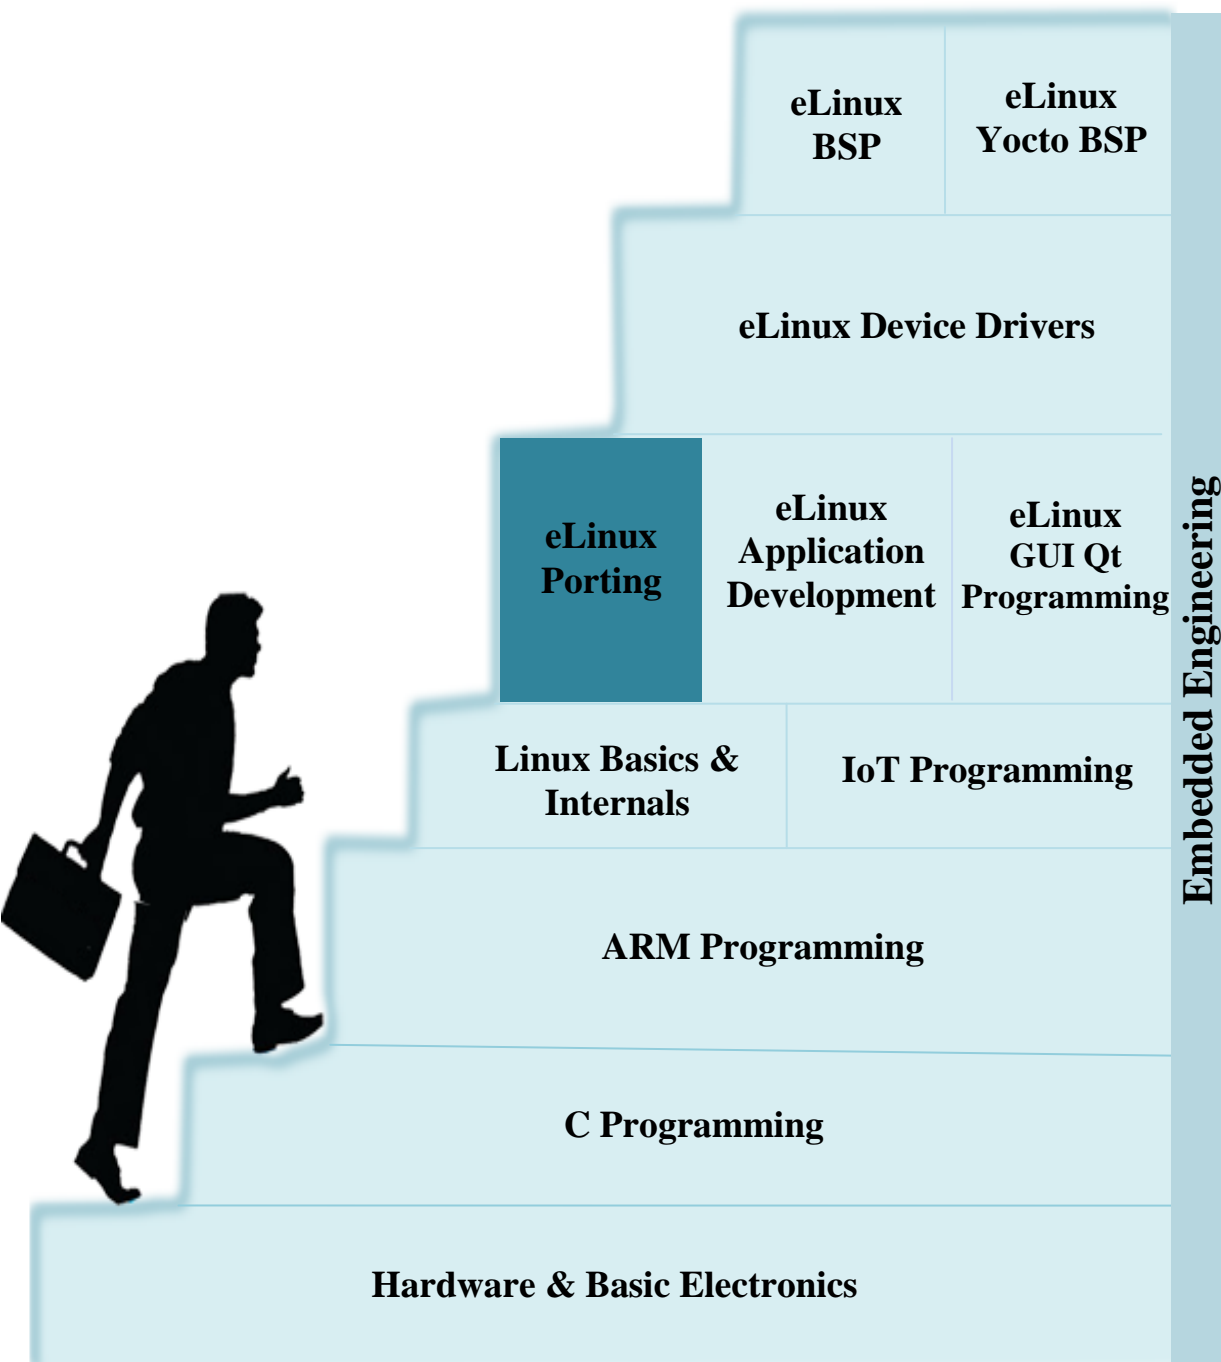 eLinux
BSP
eLinux
Yocto BSP
eLinux Device Drivers
eLinux
Porting
eLinux
Application
Development
eLinux
GUI Qt
Programming
Linux Basics &
Internals
IoT Programming
ARM Programming
C Programming
Hardware & Basic Electronics
Embedded Engineering